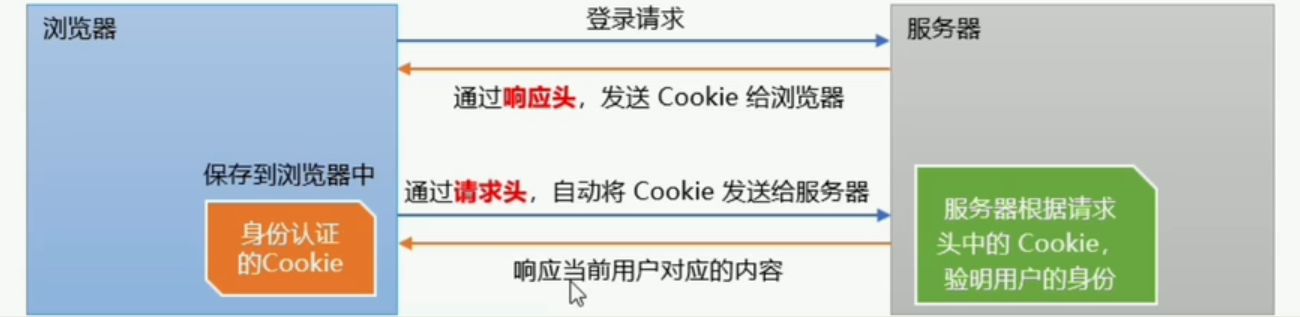 浏览器
登录请求
服务器
通过响应头，发送 Cookie 给浏览器
保存到浏览器中
通过请求头，自动将 Cookie 发送给服务器
身份认证
的Cookie
服务器根据请求
头中的 Cookie，
验明用户的身份
响应当前用户对应的内容